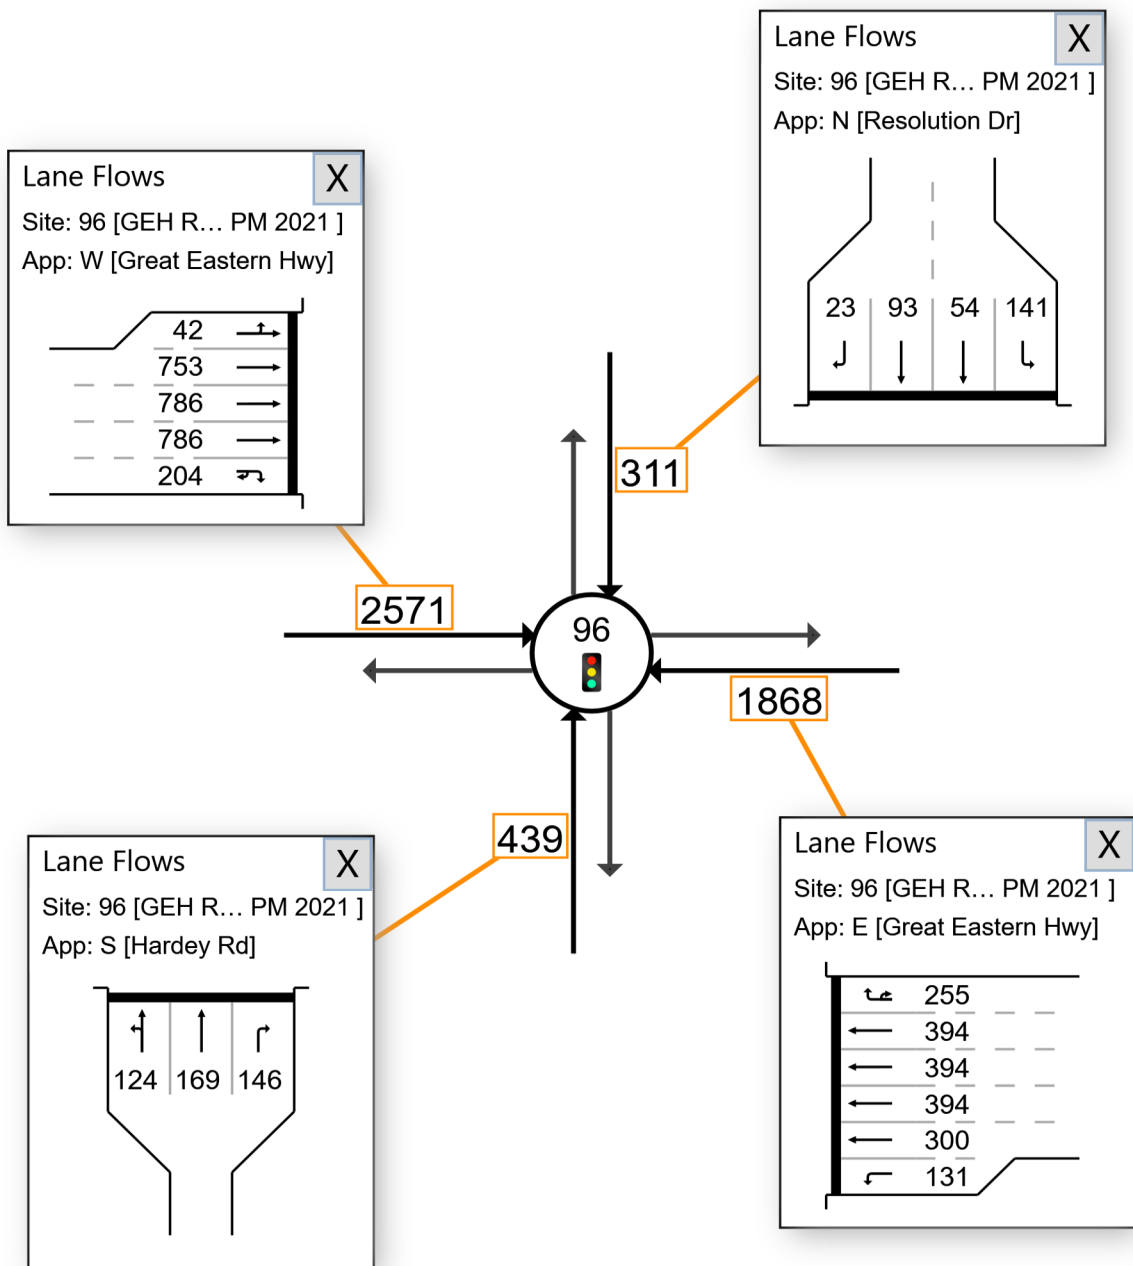 Lane Flows
X
Site: 96 [GEH R... PM 2021 ]
App: N [Resolution Dr]
23 93 54 141
Lane Flows
X
Site: 96 [GEH R... PM 2021 ]
App: W [Great Eastern Hwy]
42
753
786
786
204
311
2571
96
1868
439
Lane Flows
X
Site: 96 [GEH R... PM 2021 ]
App: S [Hardey Rd]
124 169 146
Lane Flows
X
Site: 96 [GEH R... PM 2021 ]
App: E [Great Eastern Hwy]
255
394
394
394
300
131